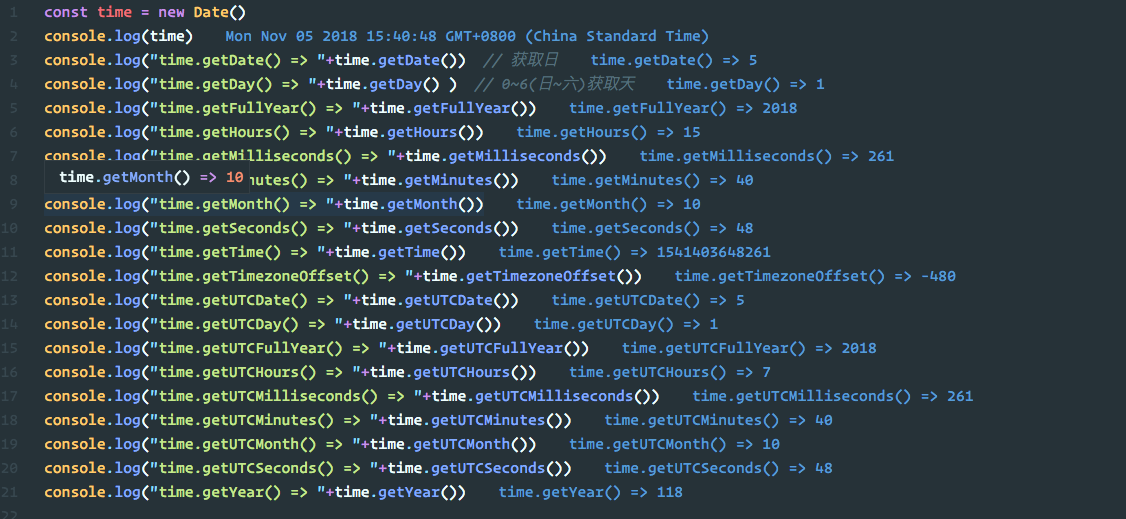 1 const time = new Date()
2 console.log(time) Mon Nov 05 2018 15:40:48 GMT+0800 (China Standard Time)
3 console.log("time.getDate() => "+time.getDate()) // 获取日 time.getDate() => 5
4 console.log("time.getDay() => "+time.getDay() ) // 0~6(日~六)获取天 time.getDay() => 1
5 console.log("time.getFullYear() => "+time.getFullYear()) time.getFullYear() => 2018
6 console.log("time.getHours() => "+time.getHours()) time.getHours() => 15
7 console.log("time.getMilliseconds() => "+time.getMilliseconds()) time.getMilliseconds() => 261
time.getMonth() => 10
8 nutes() => "+time.getMinutes()) time.getMinutes() => 40
9 console.log("time.getMonth() => "+time.getMonth()) time.getMonth() => 10
10 console.log("time.getSeconds() => "+time.getSeconds()) time.getSeconds() => 48
11 console.log("time.getTime() => "+time.getTime()) time.getTime() => 1541403648261
12 console.log("time.getTimezoneOffset() => "+time.getTimezoneOffset()) time.getTimezoneOffset() => -480
13 console.log("time.getUTCDate() => "+time.getUTCDate()) time.getUTCDate() => 5
14 console.log("time.getUTCDay() => "+time.getUTCDay()) time.getUTCDay() => 1
15 console.log("time.getUTCFullYear() => "+time.getUTCFullYear()) time.getUTCFullYear() => 2018
16 console.log("time.getUTCHours() => "+time.getUTCHours()) time.getUTCHours() => 7
17 console.log("time.getUTCMilliseconds() => "+time.getUTCMilliseconds()) time.getUTCMilliseconds() => 261
18 console.log("time.getUTCMinutes() => "+time.getUTCMinutes()) time.getUTCMinutes() => 40
19 console.log("time.getUTCMonth() => "+time.getUTCMonth()) time.getUTCMonth() => 10
20 console.log("time.getUTCSeconds() => "+time.getUTCSeconds()) time.getUTCSeconds() => 48
21 console.log("time.getYear() => "+time.getYear()) time.getYear() => 118
22